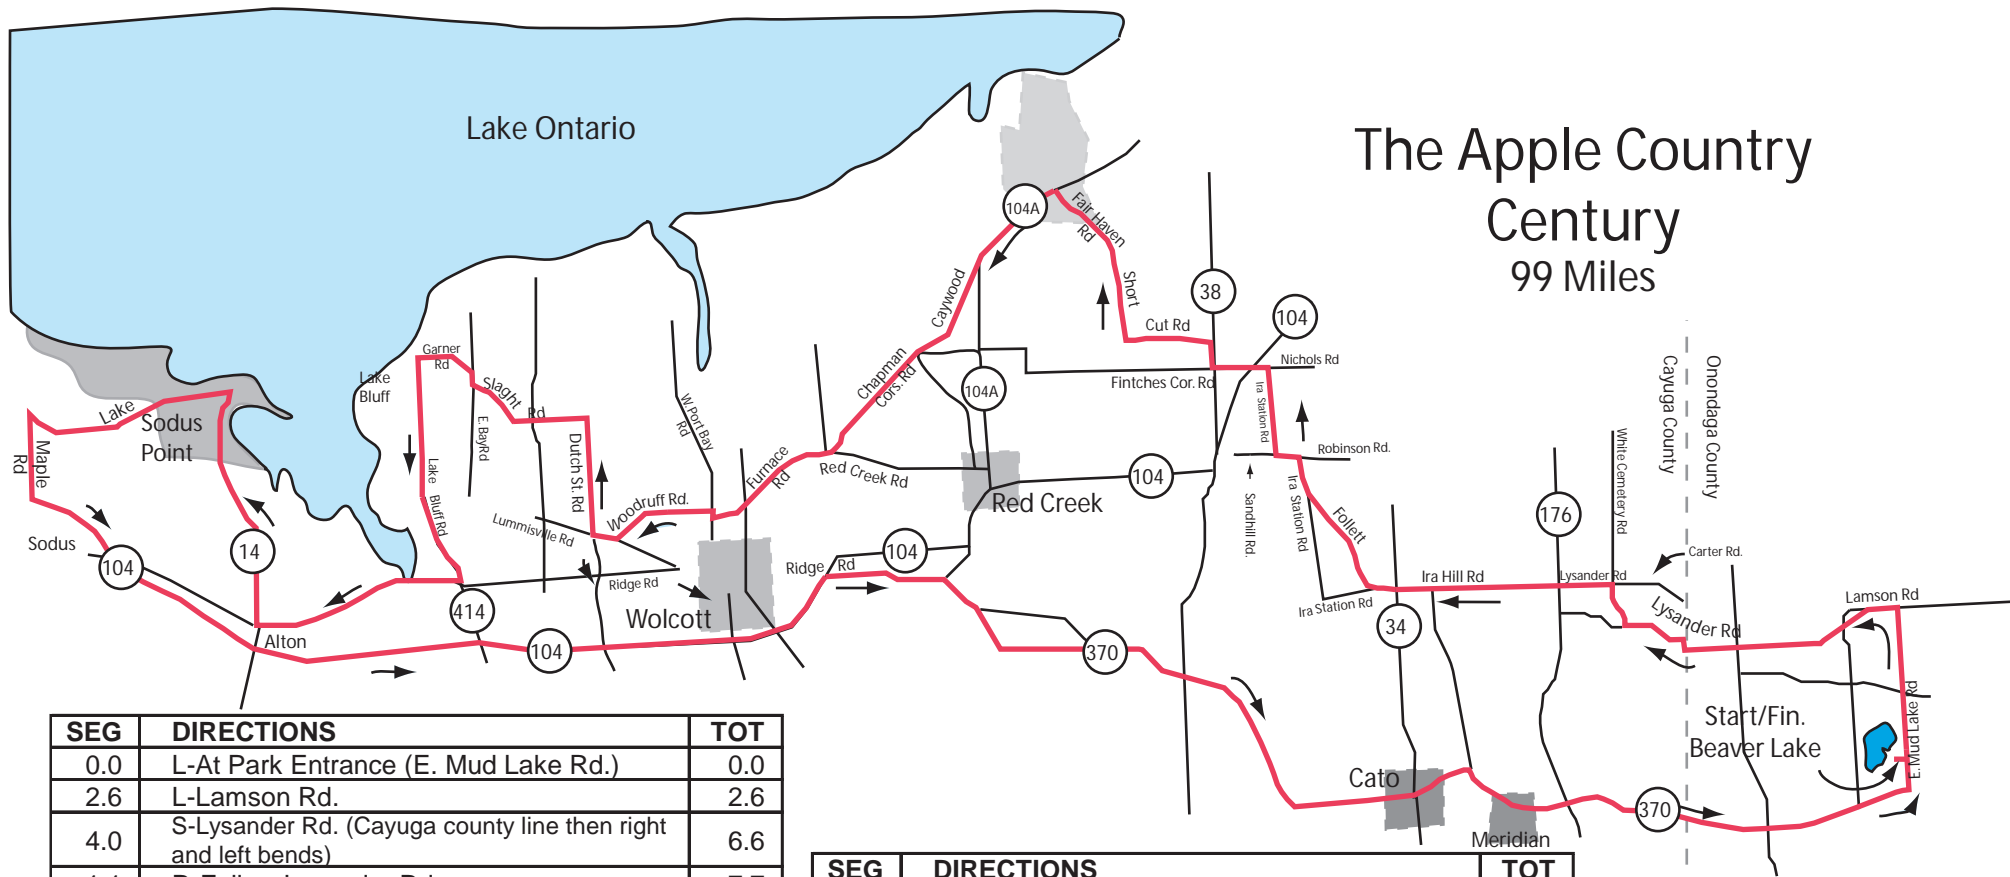 Lake Ontario
The Apple Country
Century
99 Miles
104A
Fair Haven
Rd
Caywood
Short
Cut Rd
38
104
Nichols Rd
Fintches Cor. Rd
Chapman
Cors. Rd
104A
Ira Station Rd
Robinson Rd.
Sandhill Rd.
Ira Station Rd
Follett
Cayuga County
Onondaga County
White Cemetery Rd
176
Carter Rd.
Garner
Rd
Lake
Bluff
Slaght
Rd
E. Bay Rd
Dutch St. Rd
W Port Bay
Rd
Lake
Sodus
Point
Maple
Rd
Lake
Bluff Rd
Lummisville Rd
Woodruff Rd.
Furnace
Rd
Red Creek Rd
104
Red Creek
Sodus
104
14
Ridge Rd
Ridge
Rd
104
Ira Hill Rd
Lysander Rd
Ira Station Rd
Lysander Rd
Lamson Rd
414
Wolcott
Alton
104
370
34
Start/Fin.
Beaver Lake
E. Mud Lake Rd
Cato
Meridian
370
SEG DIRECTIONS TOT
0.0 L-At Park Entrance (E. Mud Lake Rd.) 0.0
2.6 L-Lamson Rd. 2.6
4.0 S-Lysander Rd. (Cayuga county line then right
and left bends) 6.6
SEG DIRECTIONS TOT